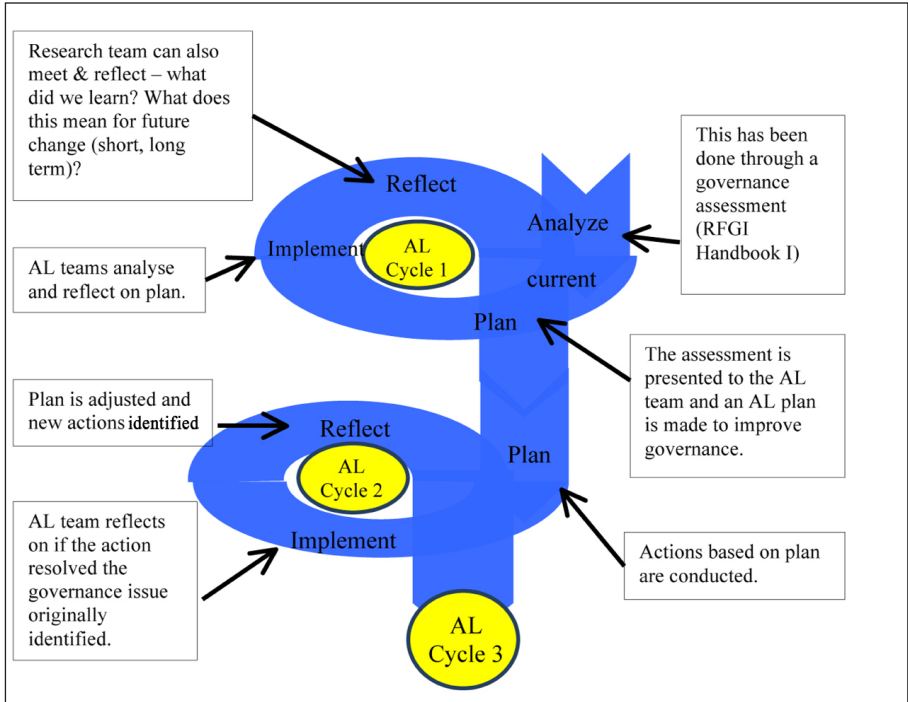 Research team can also
meet & reflect – what
did we learn? What does
this mean for future
change (short, long
term)?
This has been
done through a
governance
assessment
(RFGI
Handbook I)
Reflect
Analyze
current
Implement
AL
Cycle 1
Plan
AL teams analyse
and reflect on plan.
The assessment is
presented to the AL
team and an AL plan
is made to improve
governance.
Plan is adjusted and
new actions identified
Reflect
Plan
AL
Cycle 2
Implement
AL team reflects
on if the action
resolved the
governance issue
originally
identified.
Actions based on plan
are conducted.
AL
Cycle 3